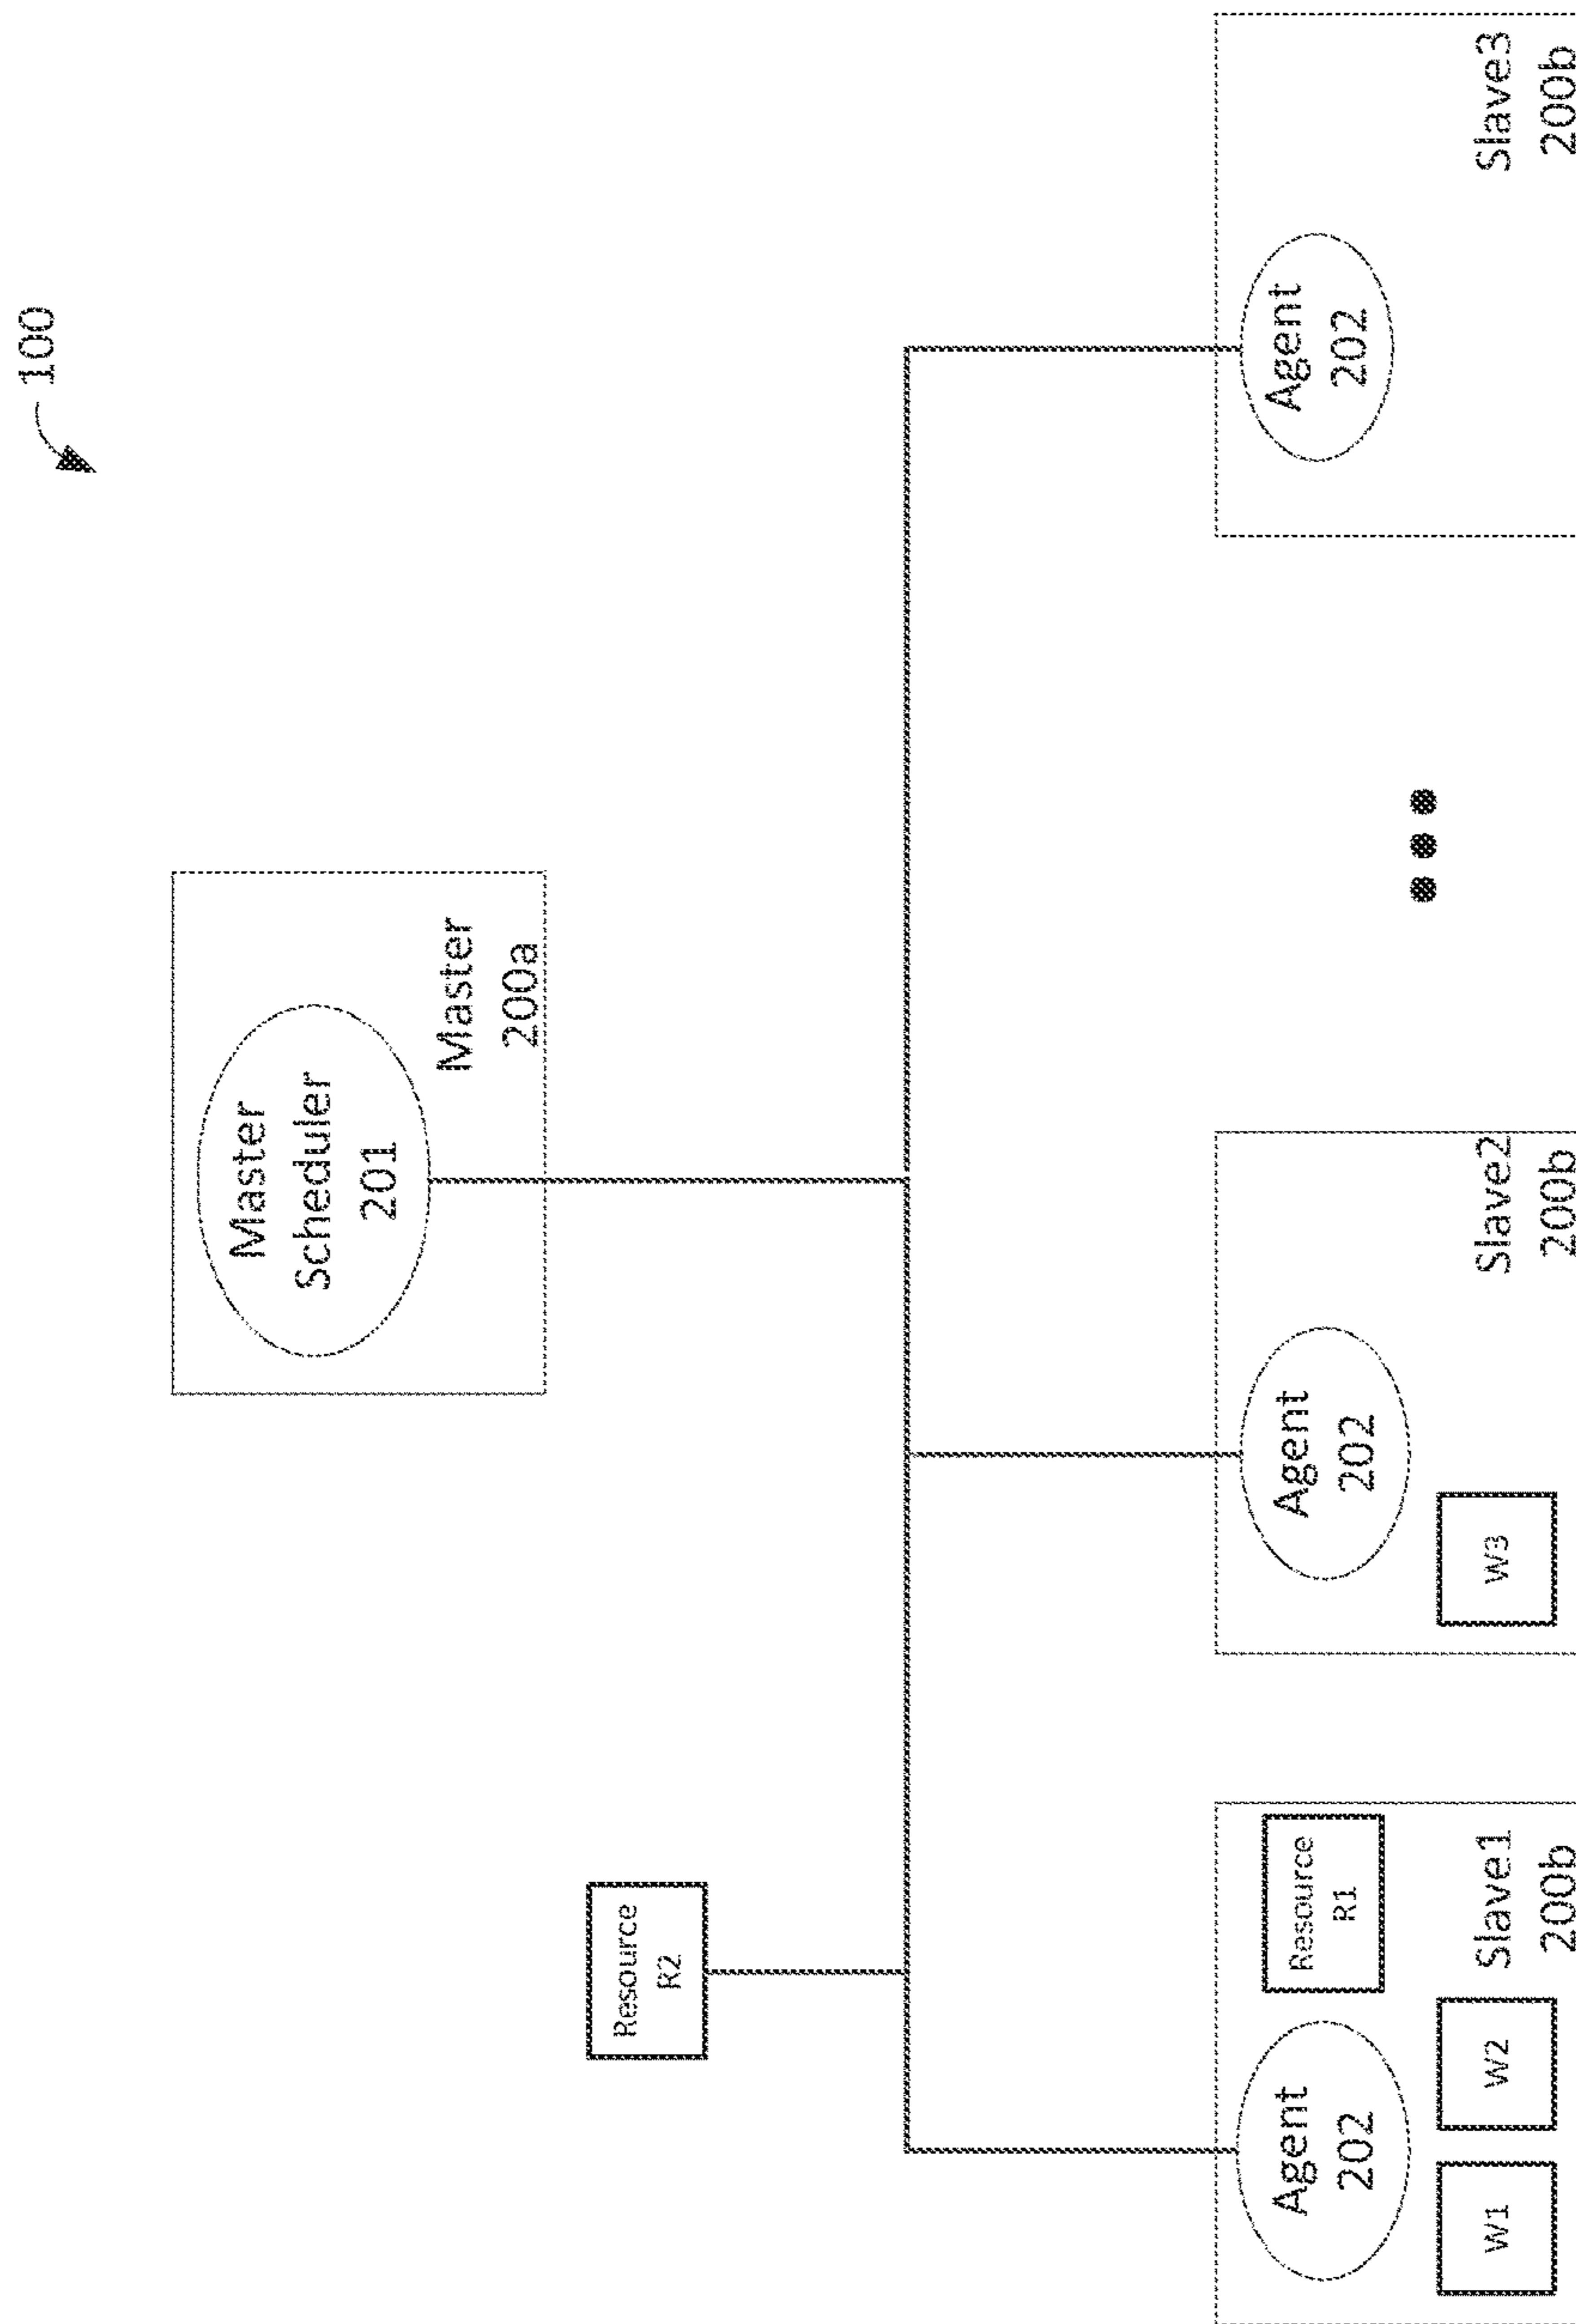 100
Master
Scheduler
201
Master
200a
Resource
R2
Agent
202
Resource
R1
W1
W2
Slave1
200b
Agent
202
W3
Slave2
200b
Agent
202
Slave3
200b